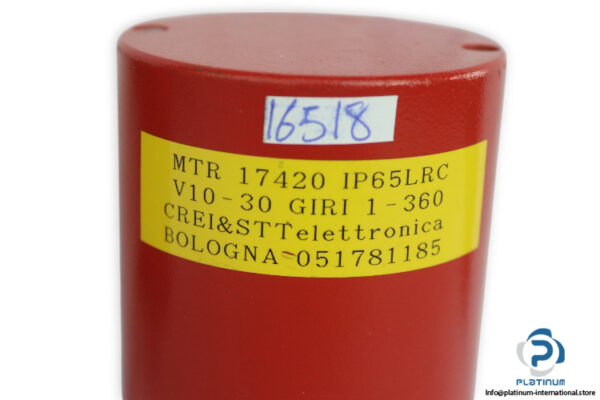 16518
MTR 17420 IP65LRC
V10-30 GIRI 1-360
CREI&STTelettronica
BOLOGNA-051781185
PLATINUM
Info@platinum-international.store